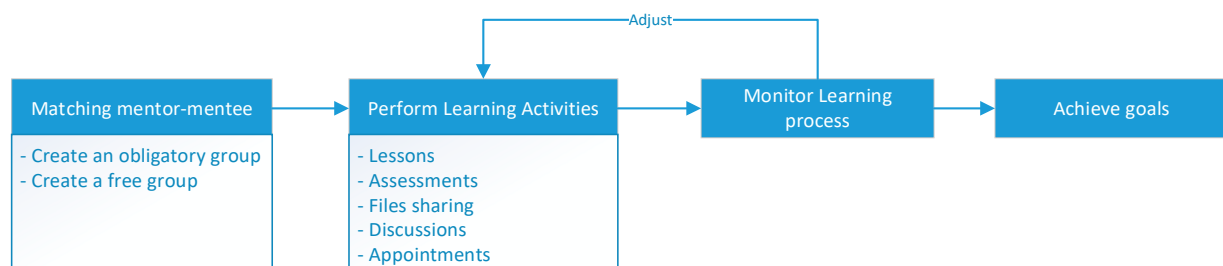 Adjust
Matching mentor-mentee
- Create an obligatory group
- Create a free group
Perform Learning Activities
- Lessons
- Assessments
- Files sharing
- Discussions
- Appointments
Monitor Learning
process
Achieve goals